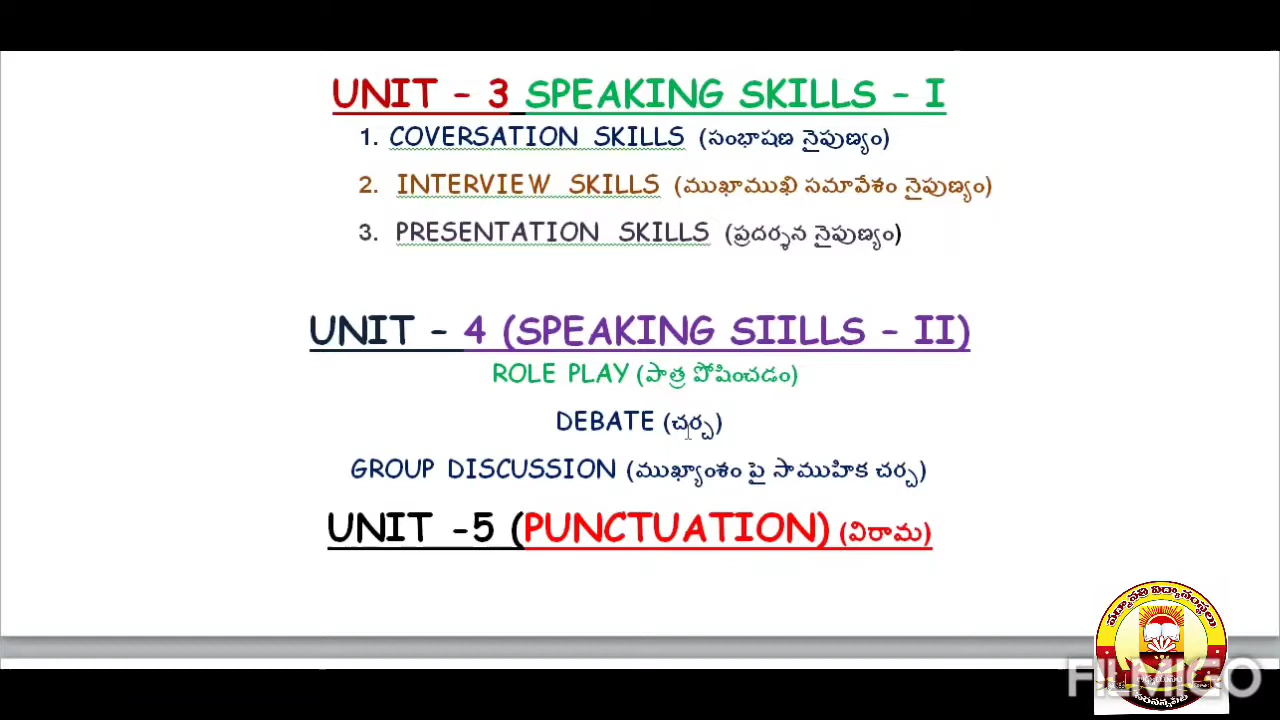 UNIT – 3 SPEAKING SKILLS – I
1. COVERSATION SKILLS (సంభాషణ నైపుణ్యం)
2. INTERVIEW SKILLS (ముఖాముఖి సమావేశం నైపుణ్యం)
3. PRESENTATION SKILLS (ప్రదర్శన నైపుణ్యం)
UNIT – 4 (SPEAKING SIILLS – II)
ROLE PLAY (పాత్ర పోషించడం)
DEBATE (చర్చ)
GROUP DISCUSSION (ముఖ్యాంశం పై సాముహిక చర్చ)
UNIT -5 (PUNCTUATION) (విరామ)
FILMIGO